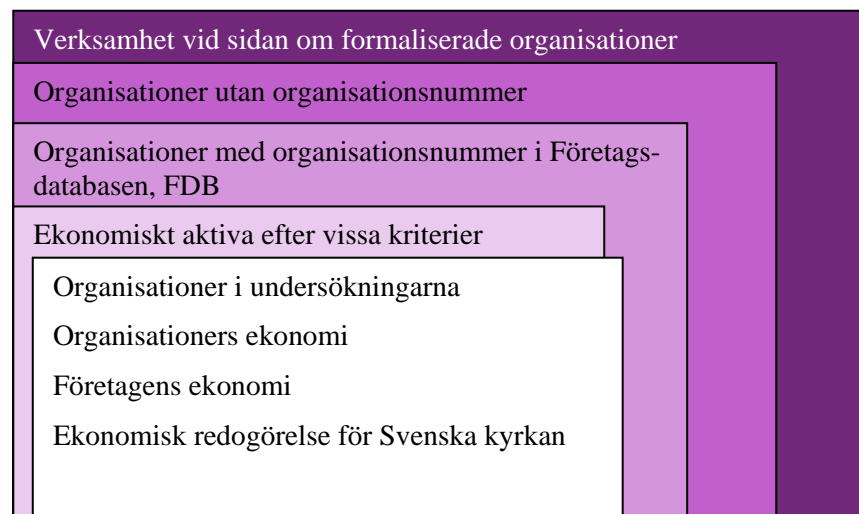 Verksamhet vid sidan om formaliserade organisationer
Organisationer utan organisationsnummer
Organisationer med organisationsnummer i Företags-
databasen, FDB
Ekonomiskt aktiva efter vissa kriterier
Organisationer i undersökningarna
Organisationers ekonomi
Företagens ekonomi
Ekonomisk redogörelse för Svenska kyrkan